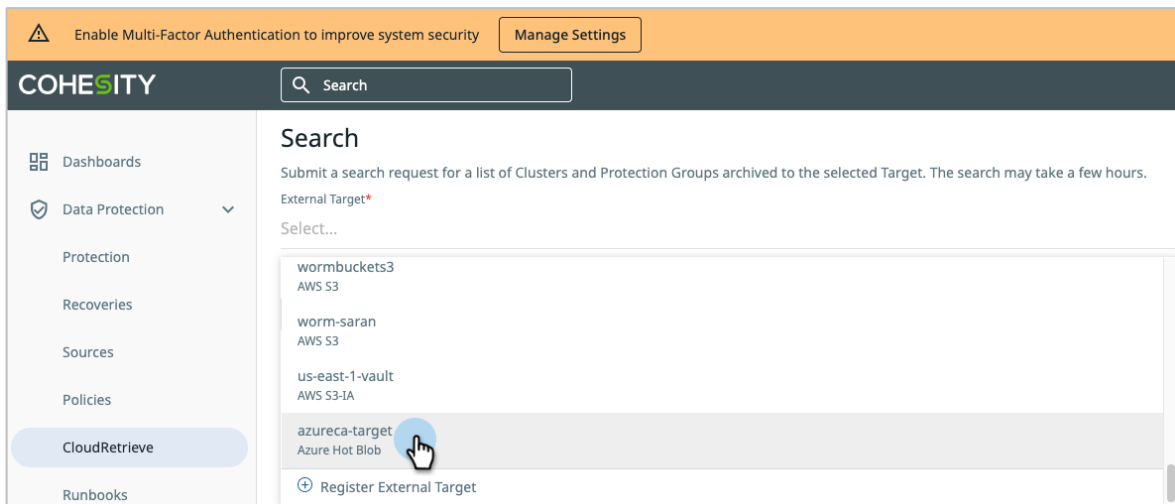 Enable Multi-Factor Authentication to improve system security
Manage Settings
COHESITY
Search
Dashboards
Data Protection
Protection
Recoveries
Sources
Policies
CloudRetrieve
Runbooks
Search
Submit a search request for a list of Clusters and Protection Groups archived to the selected Target. The search may take a few hours.
External Target*
Select...
wormbuckets3
AWS S3
worm-saran
AWS S3
us-east-1-vault
AWS S3-IA
azureca-target
Azure Hot Blob
Register External Target